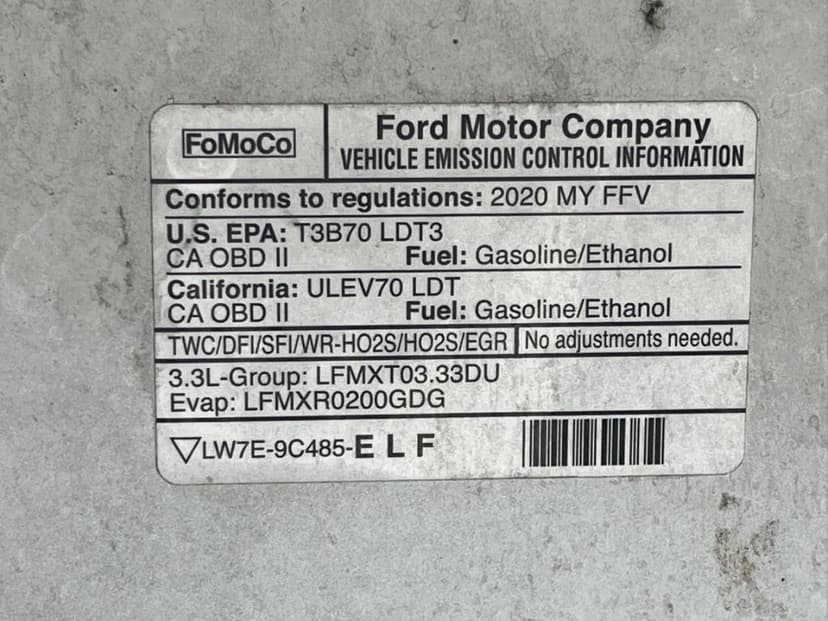 FoMoCo
Ford Motor Company
VEHICLE EMISSION CONTROL INFORMATION
Conforms to regulations: 2020 MY FFV
U.S. EPA: T3B70 LDT3
CA OBD II Fuel: Gasoline/Ethanol
California: ULEV70 LDT
CA OBD II Fuel: Gasoline/Ethanol
TWC/DFI/SFI/WR-HO2S/HO2S/EGR No adjustments needed.
3.3L-Group: LFMXT03.33DU
Evap: LFMXR0200GDG
▽LW7E-9C485-E L F